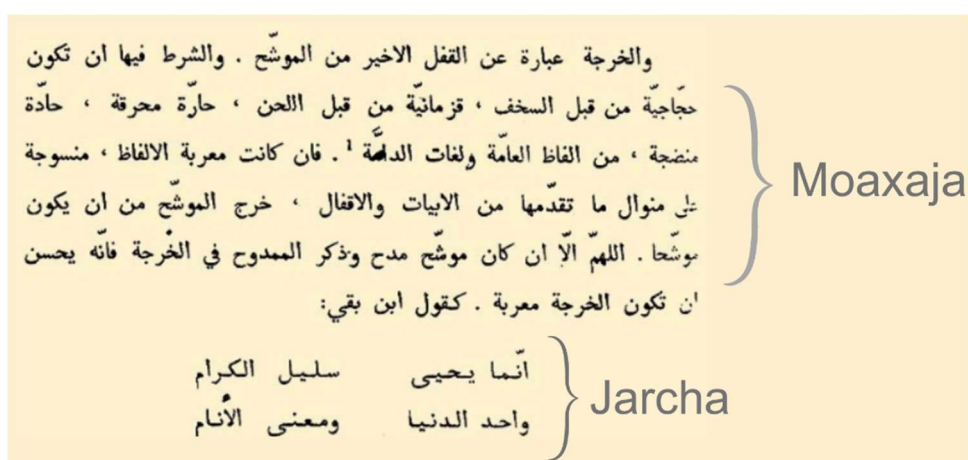 والخرجة عبارة عن القفل الاخير من الموشّح . والشرط فيها ان تكون
حجّاجيّة من قبل السخف ، قزمانيّة من قبل اللحن ، حارّة محرقة ، حادّة
منضجة ، من الفاظ العامّة ولغات الداصّة 1 . فان كانت معربة الالفاظ ، منسوجة
على منوال ما تقدّمها من الابيات والاقفال ، خرج الموشّح من ان يكون
موشّحا . اللهمّ الّا ان كان موشّح مدح وذكر الممدوح في الخرجة فانّه يحسن
ان تكون الخرجة معربة . كقول ابن بقي:
Moaxaja
انّما يحيى سليل الكرام
واحد الدنيا ومعنى الأنام
Jarcha